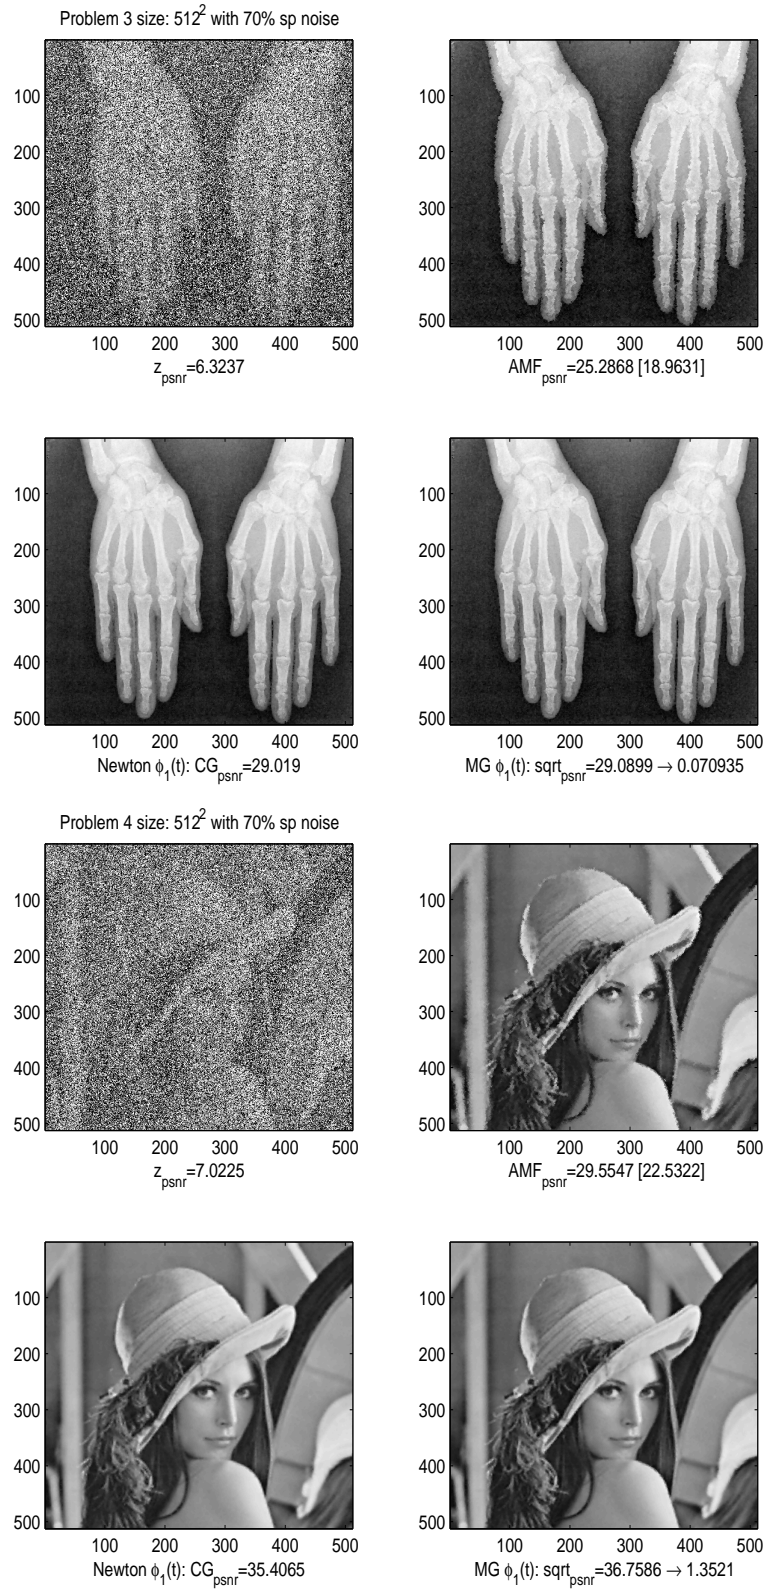 Problem 3 size: 512² with 70% sp noise
100
200
300
400
500
100 200 300 400 500
z_psnr=6.3237
100
200
300
400
500
100 200 300 400 500
AMF_psnr=25.2868 [18.9631]
100
200
300
400
500
100 200 300 400 500
Newton ϕ₁(t): CG_psnr=29.019
100
200
300
400
500
100 200 300 400 500
MG ϕ₁(t): sqrt_psnr=29.0899 → 0.070935
Problem 4 size: 512² with 70% sp noise
100
200
300
400
500
100 200 300 400 500
z_psnr=7.0225
100
200
300
400
500
100 200 300 400 500
AMF_psnr=29.5547 [22.5322]
100
200
300
400
500
100 200 300 400 500
Newton ϕ₁(t): CG_psnr=35.4065
100
200
300
400
500
100 200 300 400 500
MG ϕ₁(t): sqrt_psnr=36.7586 → 1.3521